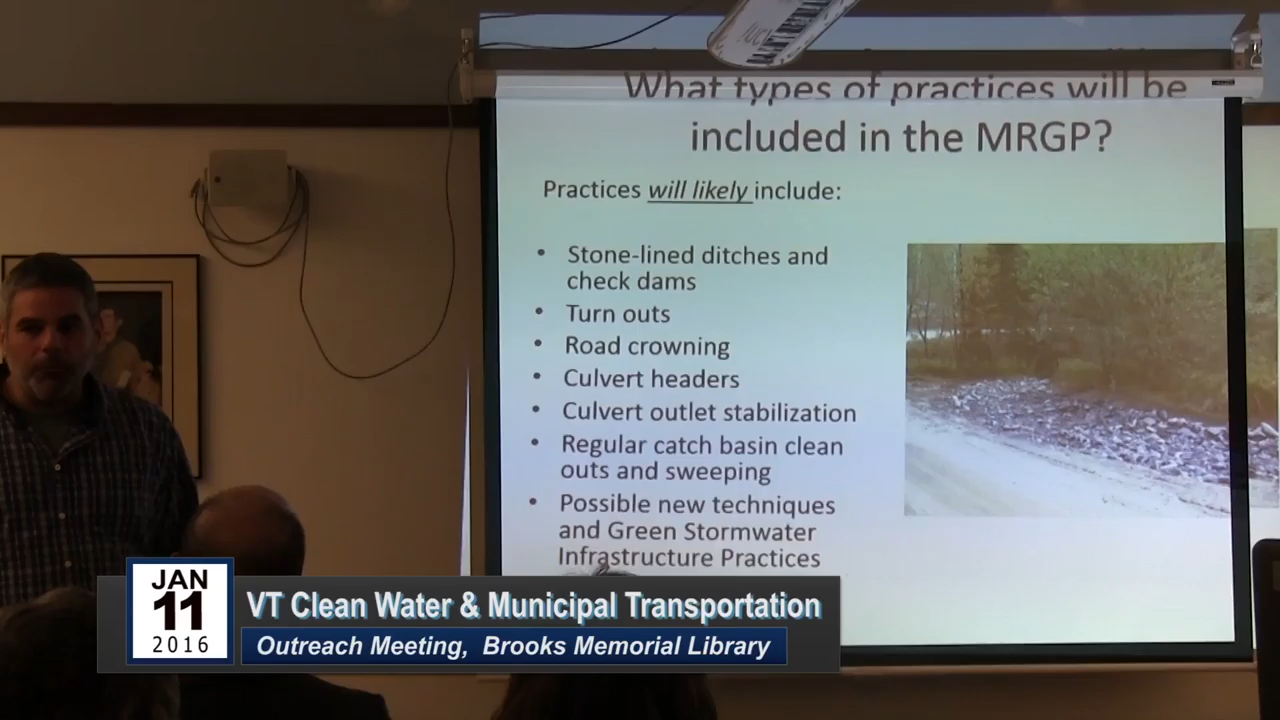 What types of practices will be
included in the MRGP?
Practices will likely include:
• Stone-lined ditches and
check dams
• Turn outs
• Road crowning
• Culvert headers
• Culvert outlet stabilization
• Regular catch basin clean
outs and sweeping
• Possible new techniques
and Green Stormwater
Infrastructure Practices
JAN
11
2016
VT Clean Water & Municipal Transportation
Outreach Meeting, Brooks Memorial Library